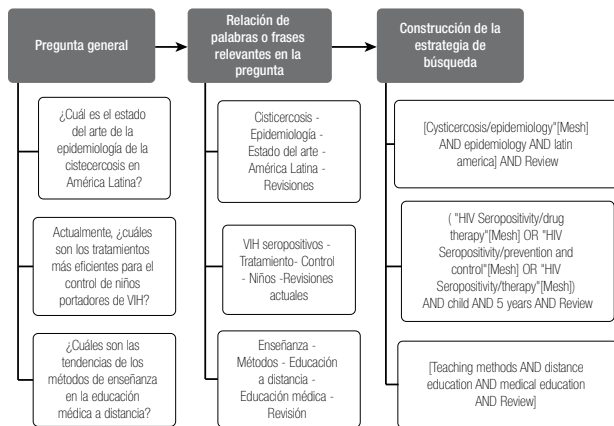 Pregunta general
Relación de
palabras o frases
relevantes en la
pregunta
Construcción de la
estrategia de
búsqueda
¿Cuál es el estado
del arte de la
epidemiología de la
cistecercosis en
América Latina?
Cisticercosis -
Epidemiología -
Estado del arte -
América Latina -
Revisiones
[Cysticercosis/epidemiology"[Mesh]
AND epidemiology AND latin
america] AND Review
Actualmente, ¿cuáles
son los tratamientos
más eficientes para el
control de niños
portadores de VIH?
VIH seropositivos -
Tratamiento- Control
- Niños -Revisiones
actuales
( "HIV Seropositivity/drug
therapy"[Mesh] OR "HIV
Seropositivity/prevention and
control"[Mesh] OR "HIV
Seropositivity/therapy"[Mesh])
AND child AND 5 years AND Review
¿Cuáles son las
tendencias de los
métodos de enseñanza
en la educación
médica a distancia?
Enseñanza -
Métodos - Educación
a distancia -
Educación médica -
Revisión
[Teaching methods AND distance
education AND medical education
AND Review]